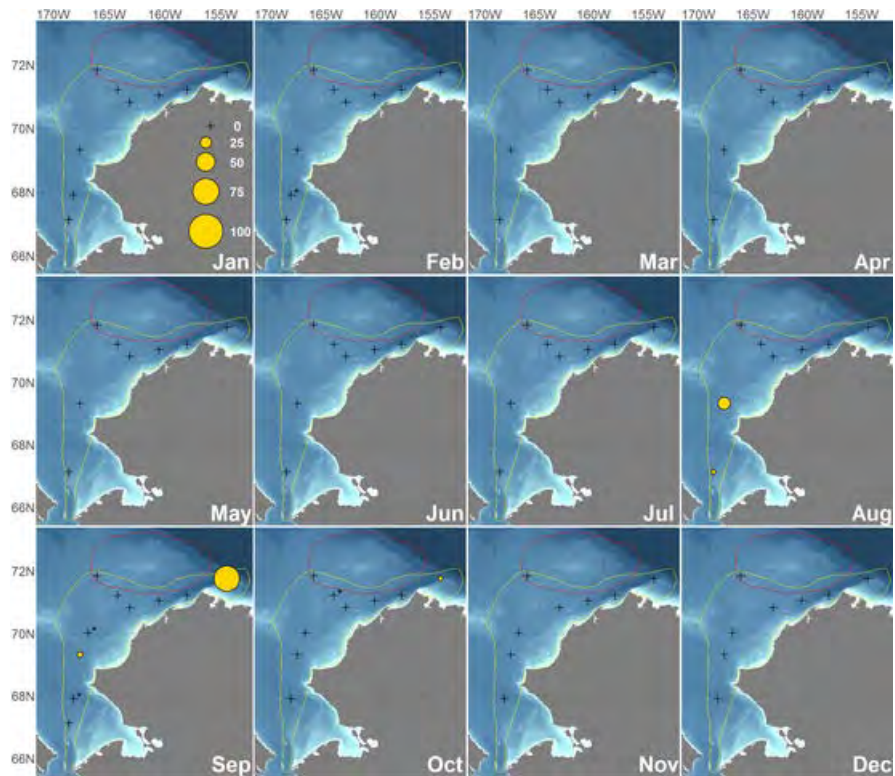 170W 165W 160W 155W 170W 165W 160W 155W 170W 165W 160W 155W 170W 165W 160W 155W
72N
70N
68N
66N
0
25
50
75
100
Jan Feb Mar Apr
72N
70N
68N
66N
May Jun Jul Aug
72N
70N
68N
66N
Sep Oct Nov Dec